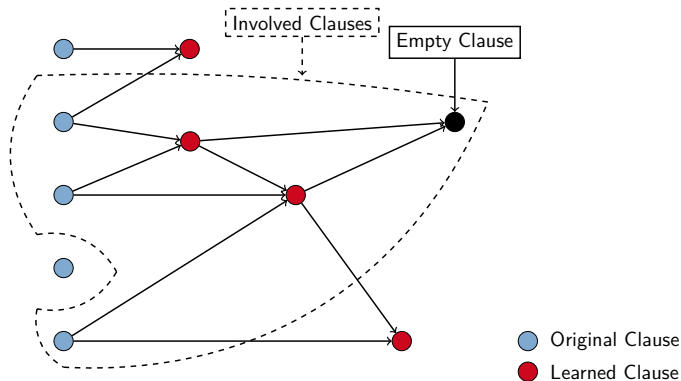 Involved Clauses
Empty Clause
Original Clause
Learned Clause